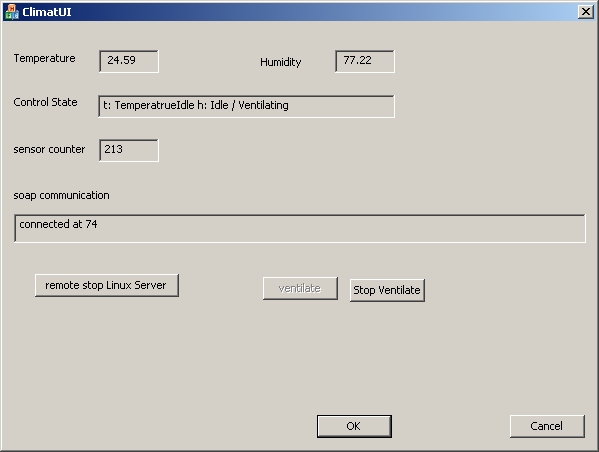 ClimatUI
Temperature 24.59 Humidity 77.22
Control State t: TemperatrueIdle h: Idle / Ventilating
sensor counter 213
soap communication
connected at 74
remote stop Linux Server ventilate Stop Ventilate
OK Cancel